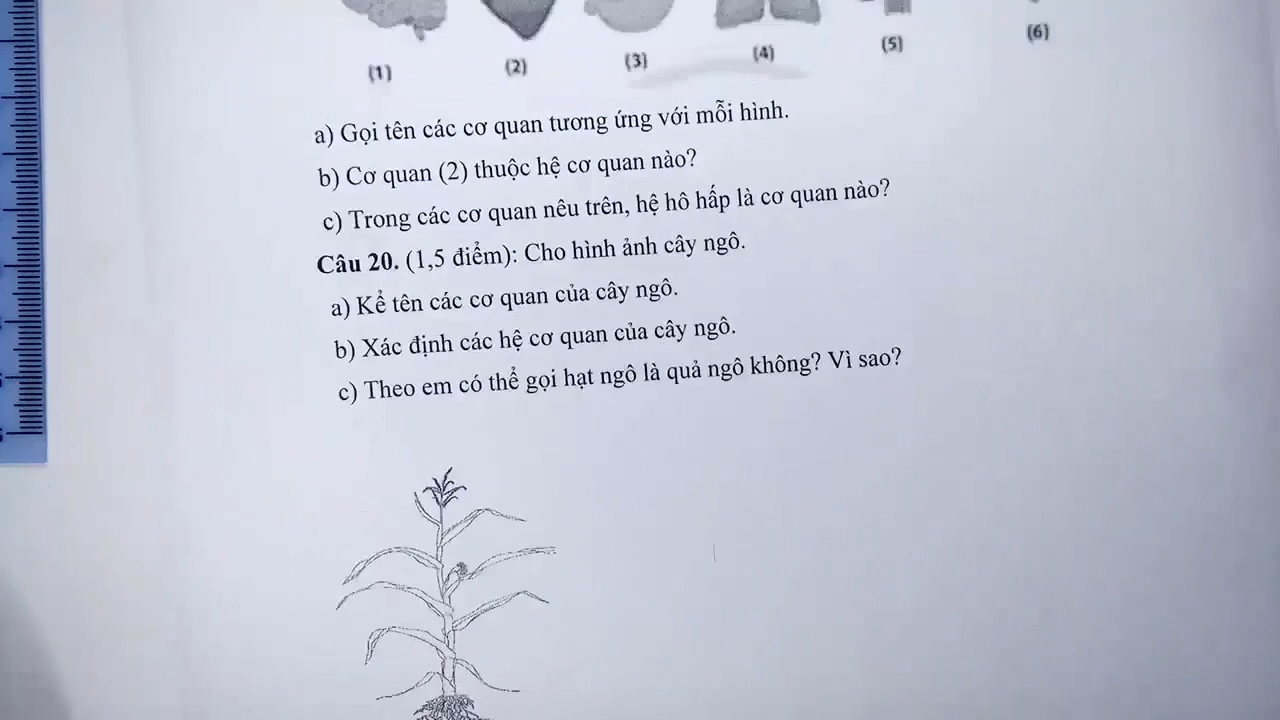 (1) (2) (3) (4) (5) (6)
a) Gọi tên các cơ quan tương ứng với mỗi hình.
b) Cơ quan (2) thuộc hệ cơ quan nào?
c) Trong các cơ quan nêu trên, hệ hô hấp là cơ quan nào?
Câu 20. (1,5 điểm): Cho hình ảnh cây ngô.
a) Kể tên các cơ quan của cây ngô.
b) Xác định các hệ cơ quan của cây ngô.
c) Theo em có thể gọi hạt ngô là quả ngô không? Vì sao?